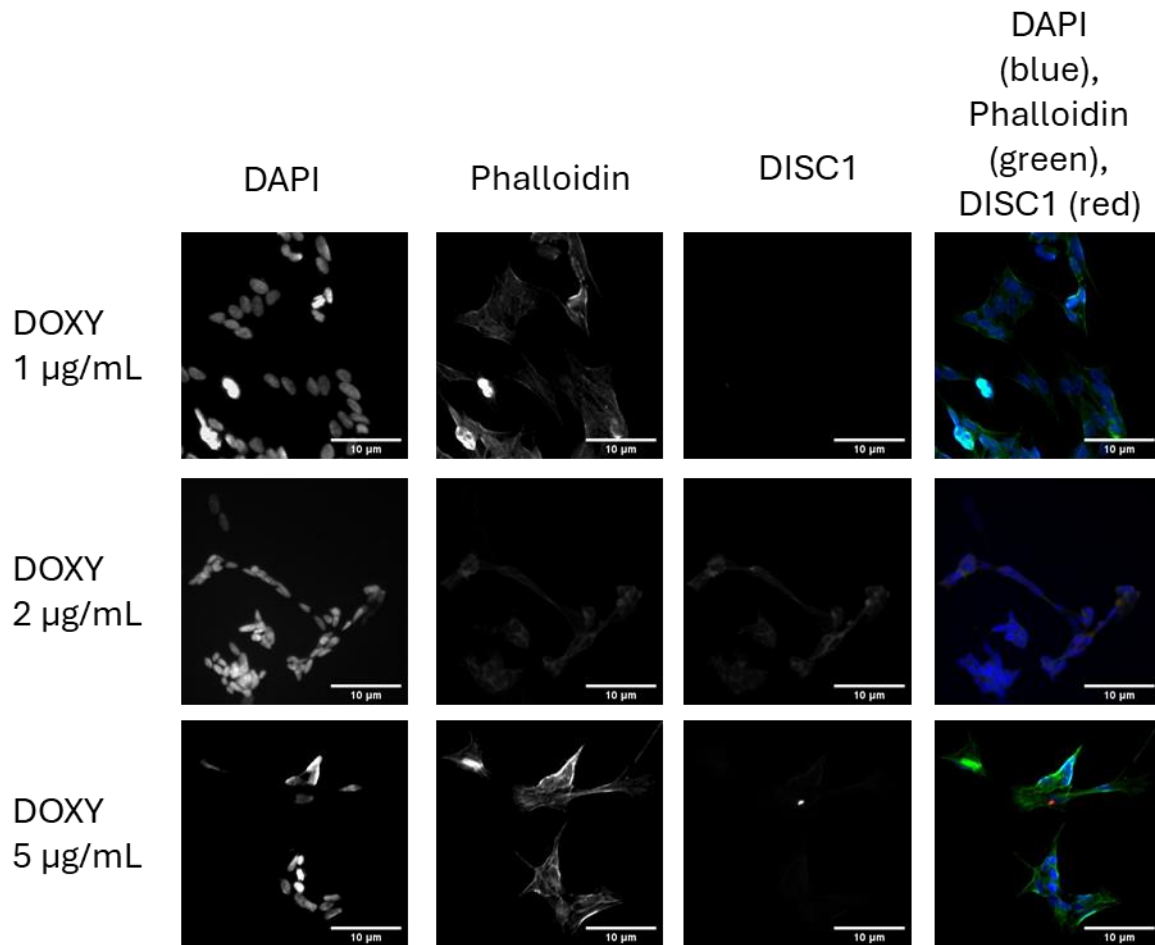 DAPI
Phalloidin
DISC1
DAPI
(blue),
Phalloidin
(green),
DISC1 (red)
DOXY
1 µg/mL
10 µm
10 µm
10 µm
10 µm
DOXY
2 µg/mL
10 µm
10 µm
10 µm
10 µm
DOXY
5 µg/mL
10 µm
10 µm
10 µm
10 µm